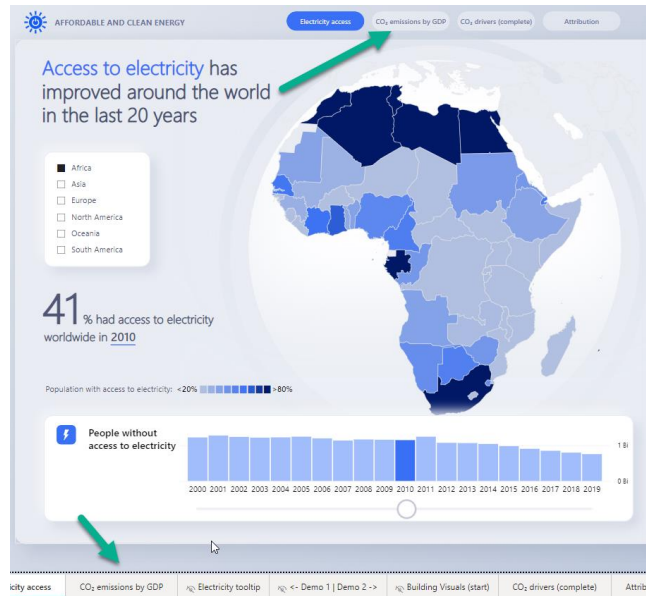 AFFORDABLE AND CLEAN ENERGY
Electricity access
CO₂ emissions by GDP
CO₂ drivers (complete)
Attribution
Access to electricity has
improved around the world
in the last 20 years
Africa
Asia
Europe
North America
Oceania
South America
41 % had access to electricity
worldwide in 2010
Population with access to electricity: <20% >80%
People without
access to electricity
1 Bi
0 Bi
2000 2001 2002 2003 2004 2005 2006 2007 2008 2009 2010 2011 2012 2013 2014 2015 2016 2017 2018 2019
icity access
CO₂ emissions by GDP
Electricity tooltip
<- Demo 1 | Demo 2 ->
Building Visuals (start)
CO₂ drivers (complete)
Attrib